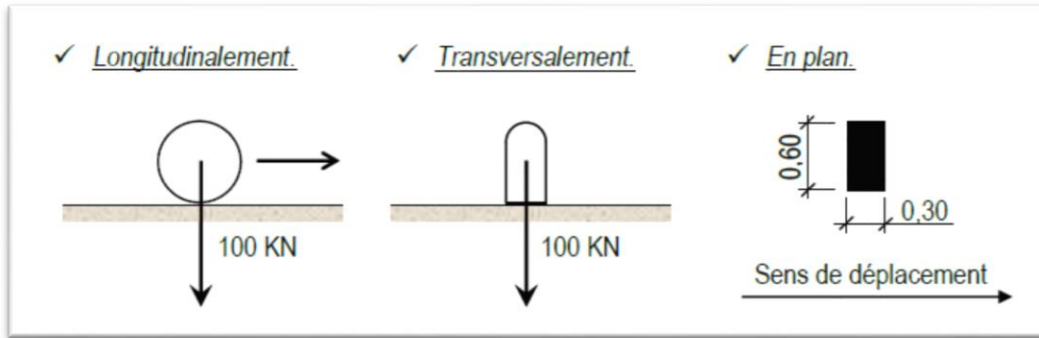 ✓ Longitudinalement.
✓ Transversalement.
✓ En plan.
0,60
0,30
100 KN
100 KN
Sens de déplacement